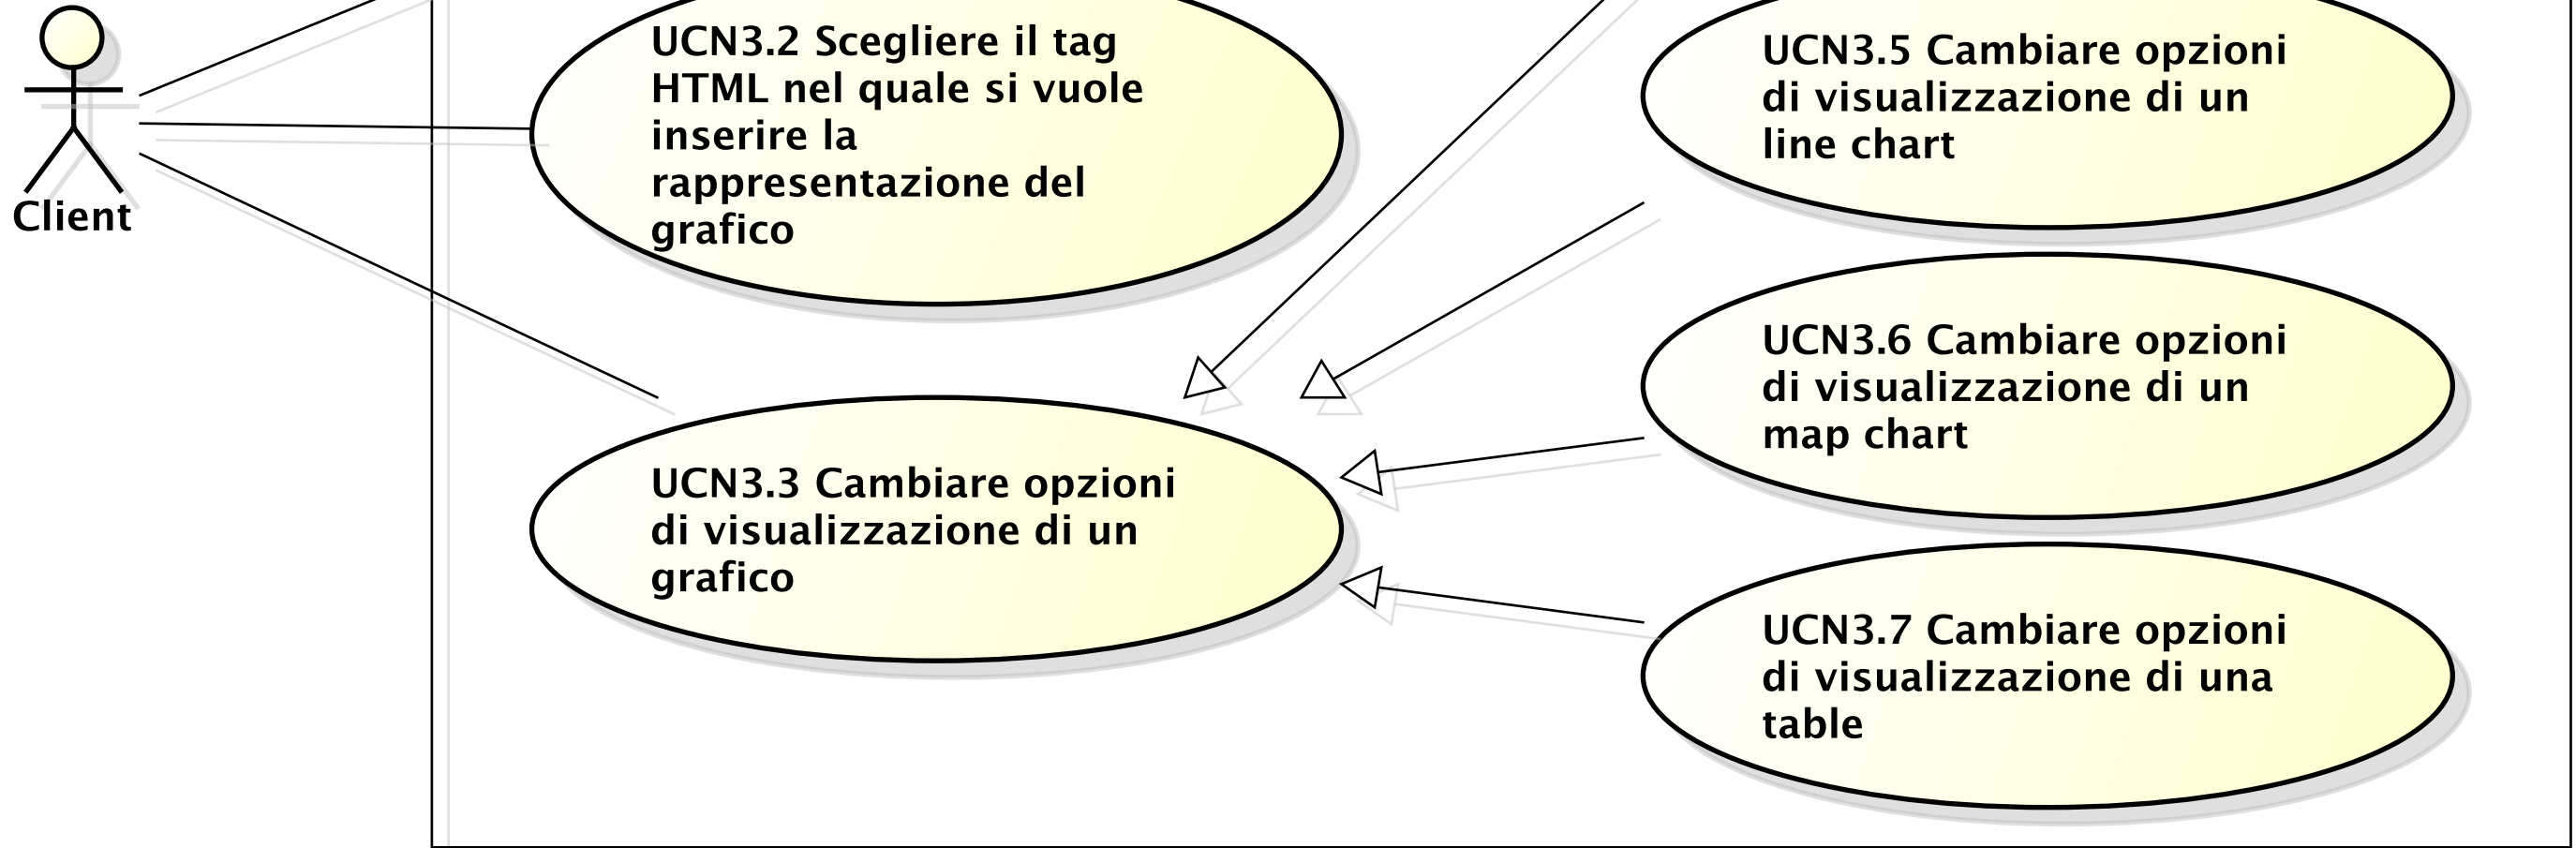 Client
UCN3.2 Scegliere il tag
HTML nel quale si vuole
inserire la
rappresentazione del
grafico
UCN3.3 Cambiare opzioni
di visualizzazione di un
grafico
UCN3.5 Cambiare opzioni
di visualizzazione di un
line chart
UCN3.6 Cambiare opzioni
di visualizzazione di un
map chart
UCN3.7 Cambiare opzioni
di visualizzazione di una
table